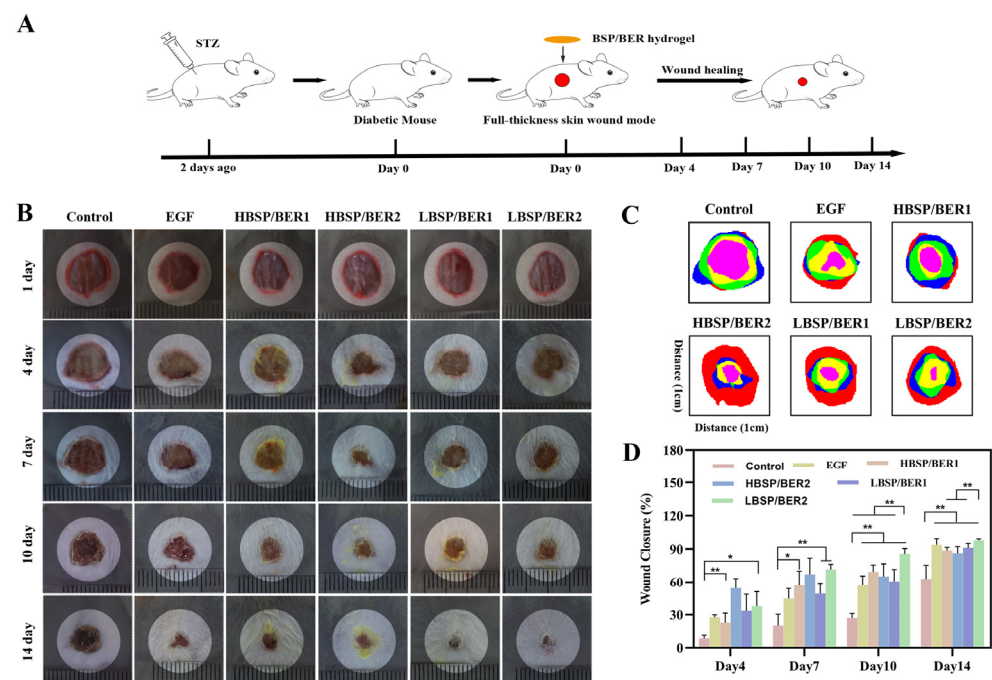 A
STZ
BSP/BER hydrogel
Wound healing
Diabetic Mouse
Full-thickness skin wound mode
2 days ago
Day 0
Day 0
Day 4
Day 7
Day 10
Day 14
B
Control
EGF
HBSP/BER1
HBSP/BER2
LBSP/BER1
LBSP/BER2
1 day
4 day
7 day
10 day
14 day
C
Control
EGF
HBSP/BER1
HBSP/BER2
LBSP/BER1
LBSP/BER2
Distance (1cm)
Distance (1cm)
D
Wound Closure (%)
180
150
120
90
60
30
0
Control
EGF
HBSP/BER1
HBSP/BER2
LBSP/BER1
LBSP/BER2
**
*
*
**
**
**
**
**
Day4
Day7
Day10
Day14